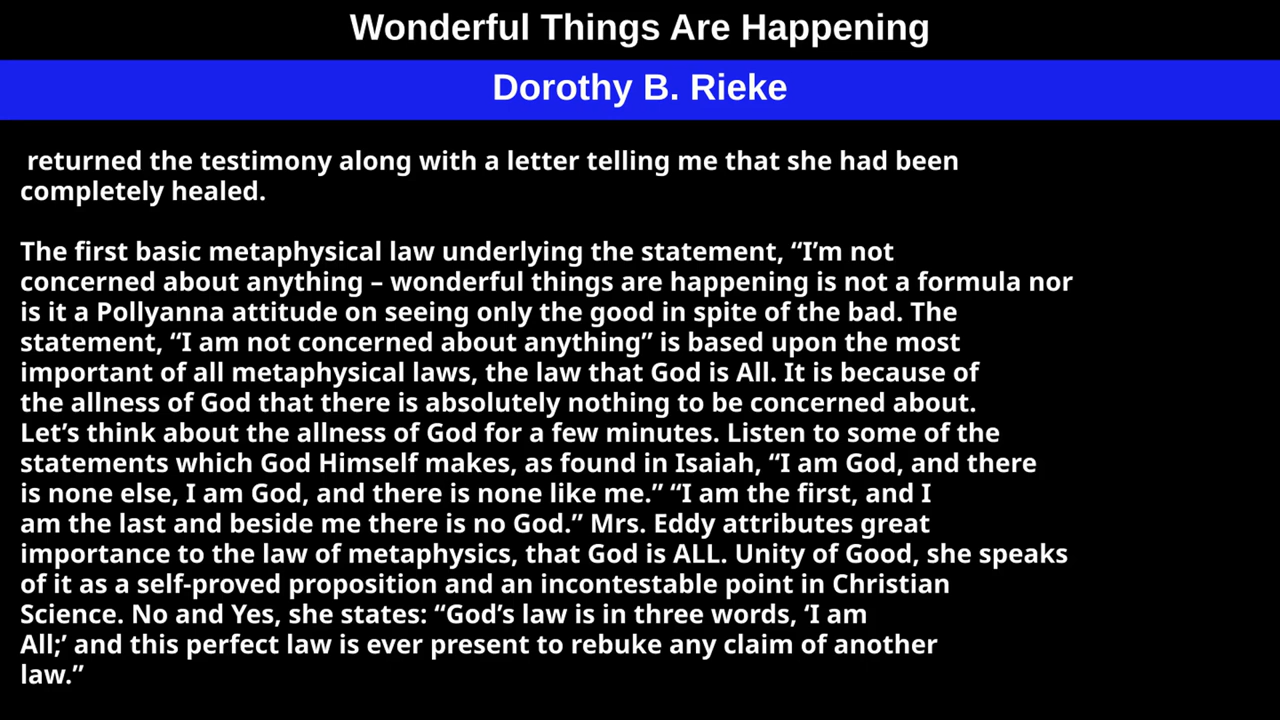 Wonderful Things Are Happening
Dorothy B. Rieke
returned the testimony along with a letter telling me that she had been
completely healed.
The first basic metaphysical law underlying the statement, “I’m not
concerned about anything – wonderful things are happening is not a formula nor
is it a Pollyanna attitude on seeing only the good in spite of the bad. The
statement, “I am not concerned about anything” is based upon the most
important of all metaphysical laws, the law that God is All. It is because of
the allness of God that there is absolutely nothing to be concerned about.
Let’s think about the allness of God for a few minutes. Listen to some of the
statements which God Himself makes, as found in Isaiah, “I am God, and there
is none else, I am God, and there is none like me.” “I am the first, and I
am the last and beside me there is no God.” Mrs. Eddy attributes great
importance to the law of metaphysics, that God is ALL. Unity of Good, she speaks
of it as a self-proved proposition and an incontestable point in Christian
Science. No and Yes, she states: “God’s law is in three words, ‘I am
All;’ and this perfect law is ever present to rebuke any claim of another
law.”